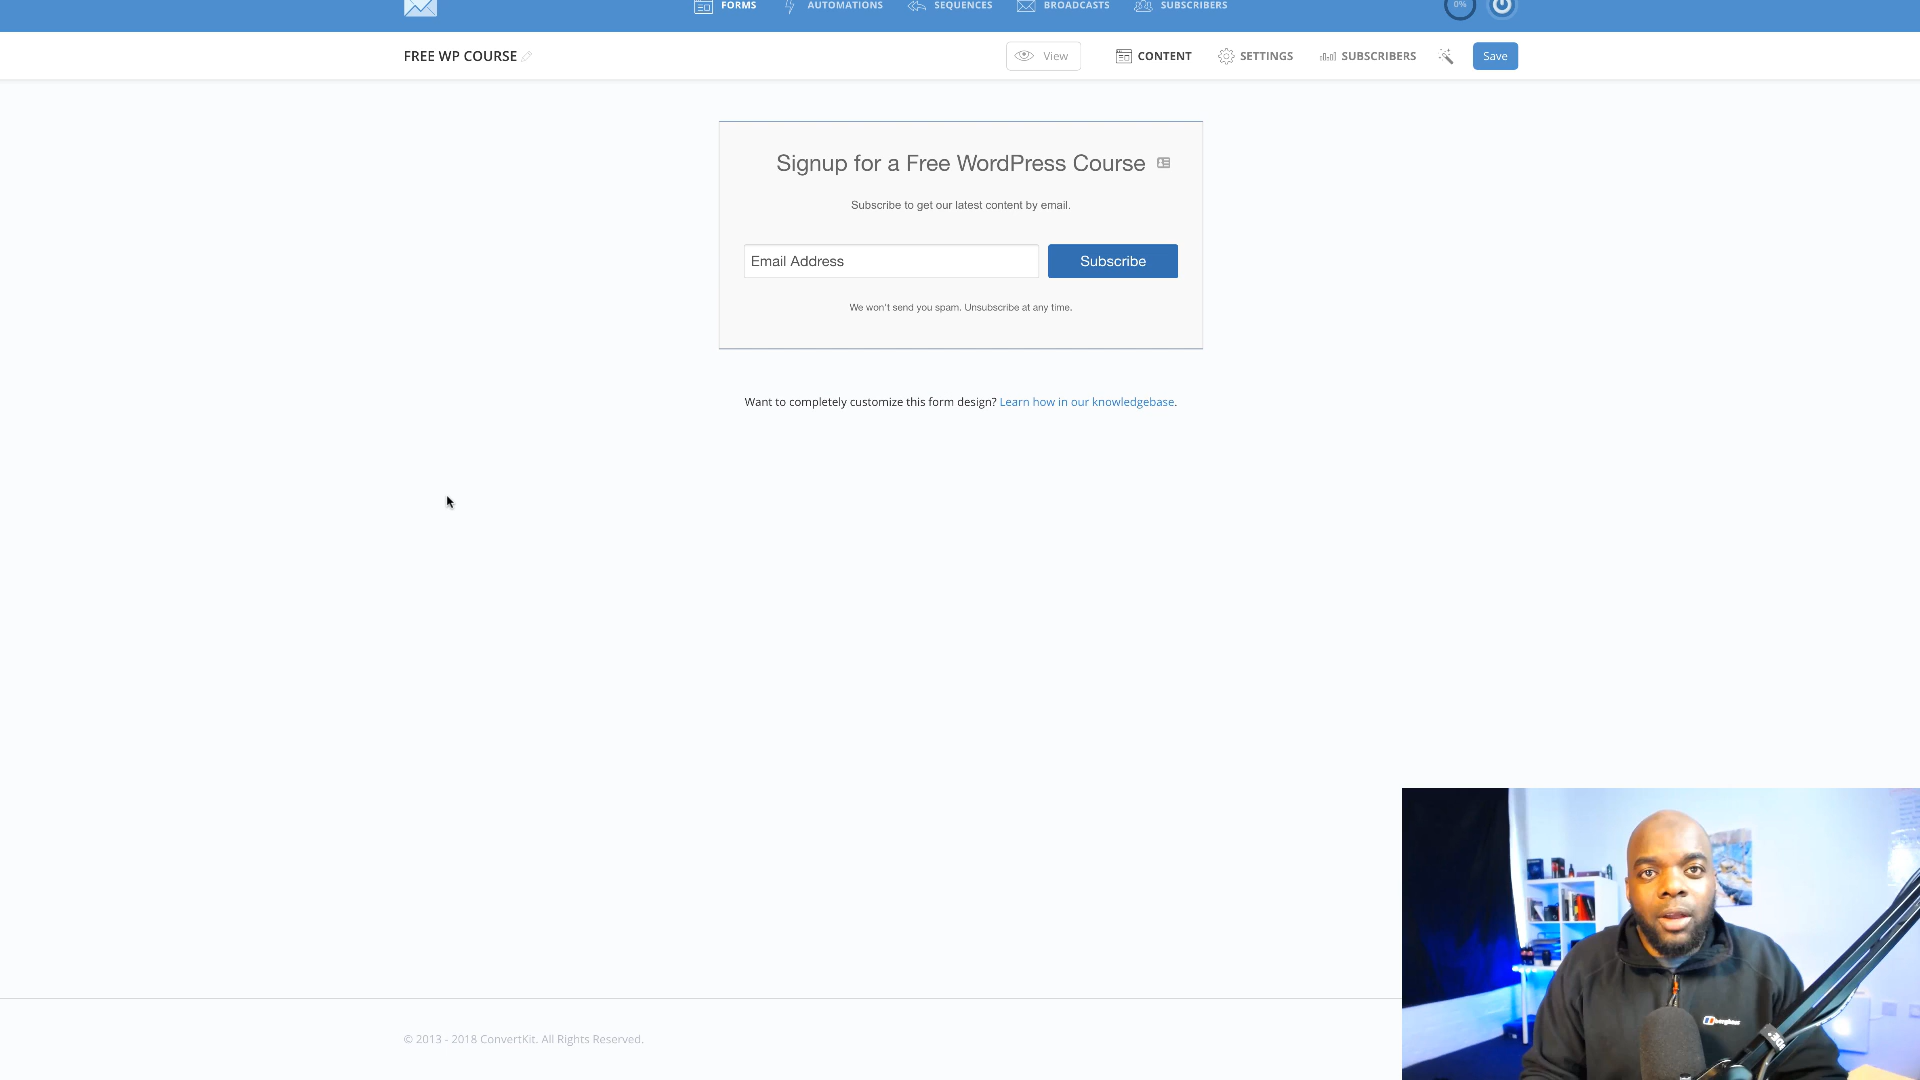 FORMS AUTOMATIONS SEQUENCES BROADCASTS SUBSCRIBERS 0%
FREE WP COURSE View CONTENT SETTINGS SUBSCRIBERS Save
Signup for a Free WordPress Course
Subscribe to get our latest content by email.
Email Address Subscribe
We won't send you spam. Unsubscribe at any time.
Want to completely customize this form design? Learn how in our knowledgebase.
© 2013 - 2018 ConvertKit. All Rights Reserved.